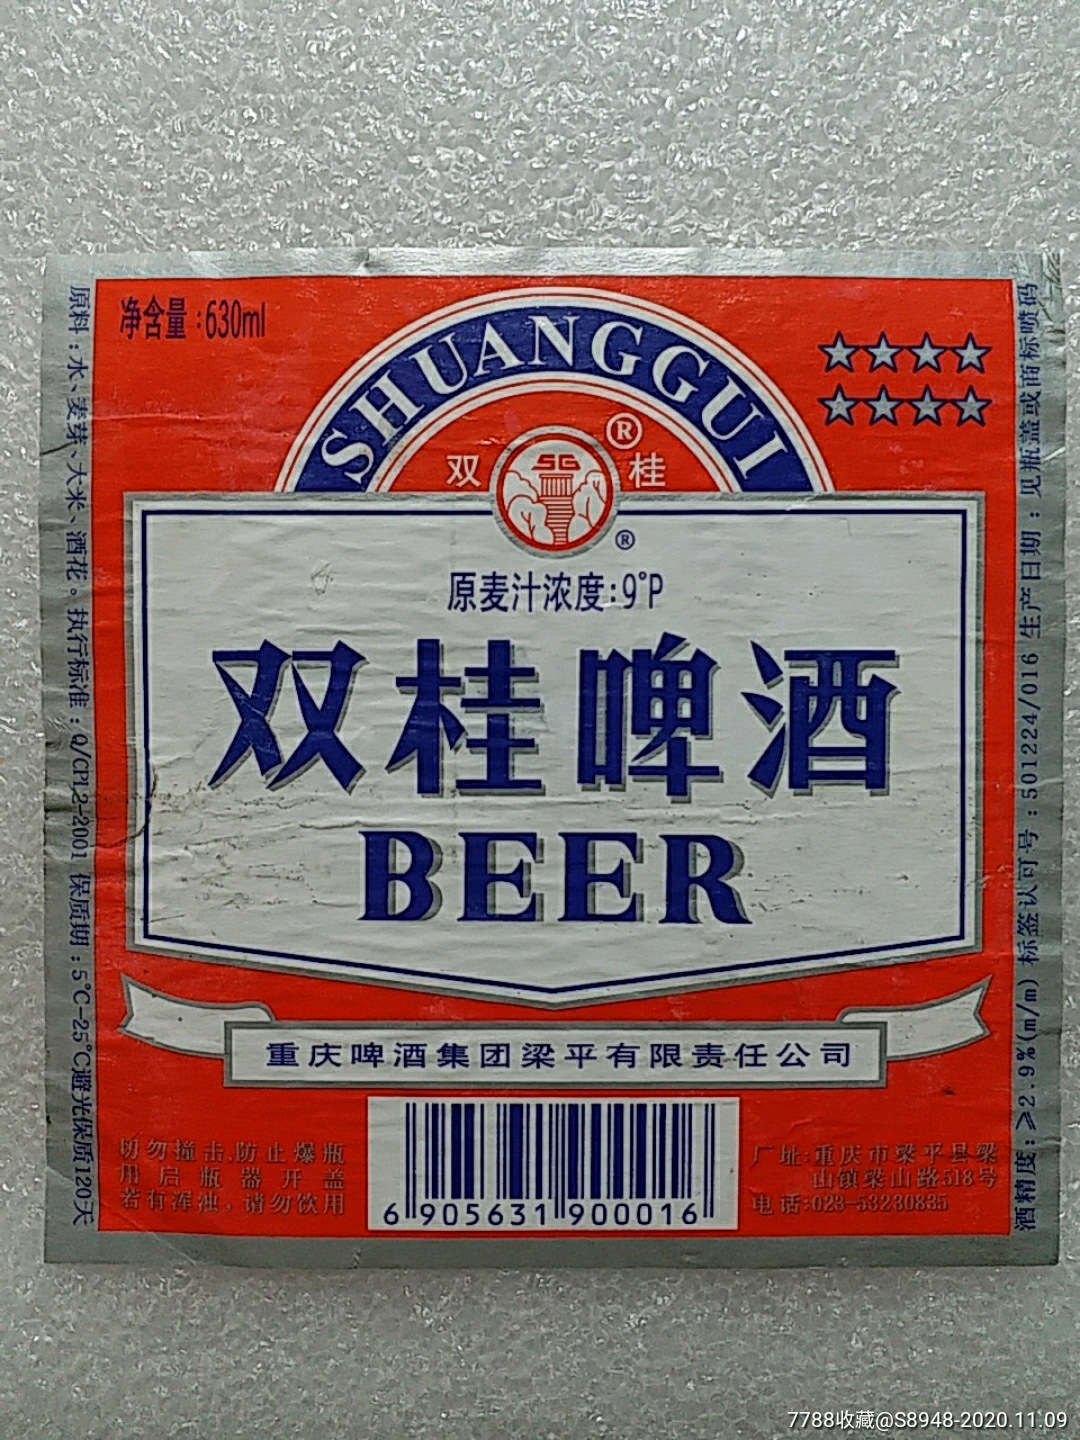 净含量:630ml
SHUANGGUI
双 桂
®
®
原麦汁浓度:9°P
双桂啤酒
BEER
重庆啤酒集团梁平有限责任公司
切勿撞击,防止爆瓶
用启瓶器开盖
若有浑浊,请勿饮用
6 905631 900016
厂址:重庆市梁平县梁
山镇梁山路518号
电话:023-53230835
原料:水、麦芽、大米、酒花。执行标准:Q/CPL2-2001 保质期:5℃-25℃避光保质120天
酒精度:≥2.9%(m/m) 标签认可号:501224/016 生产日期:见瓶盖或商标喷码
7788收藏@S8948-2020.11.09